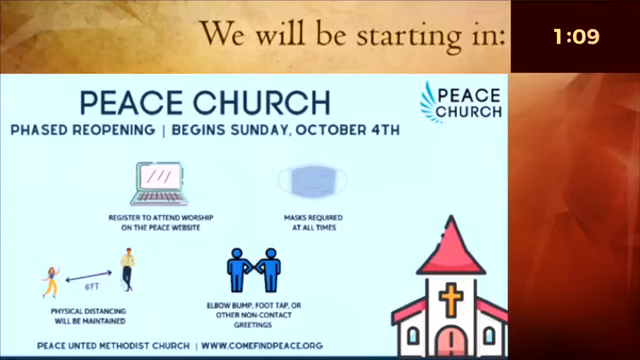 We will be starting in:
1:09
PEACE CHURCH
PHASED REOPENING | BEGINS SUNDAY, OCTOBER 4TH
PEACE
CHURCH
REGISTER TO ATTEND WORSHIP
ON THE PEACE WEBSITE
MASKS REQUIRED
AT ALL TIMES
6FT
PHYSICAL DISTANCING
WILL BE MAINTAINED
ELBOW BUMP, FOOT TAP, OR
OTHER NON-CONTACT
GREETINGS
PEACE UNTED METHODIST CHURCH | WWW.COMEFINDPEACE.ORG